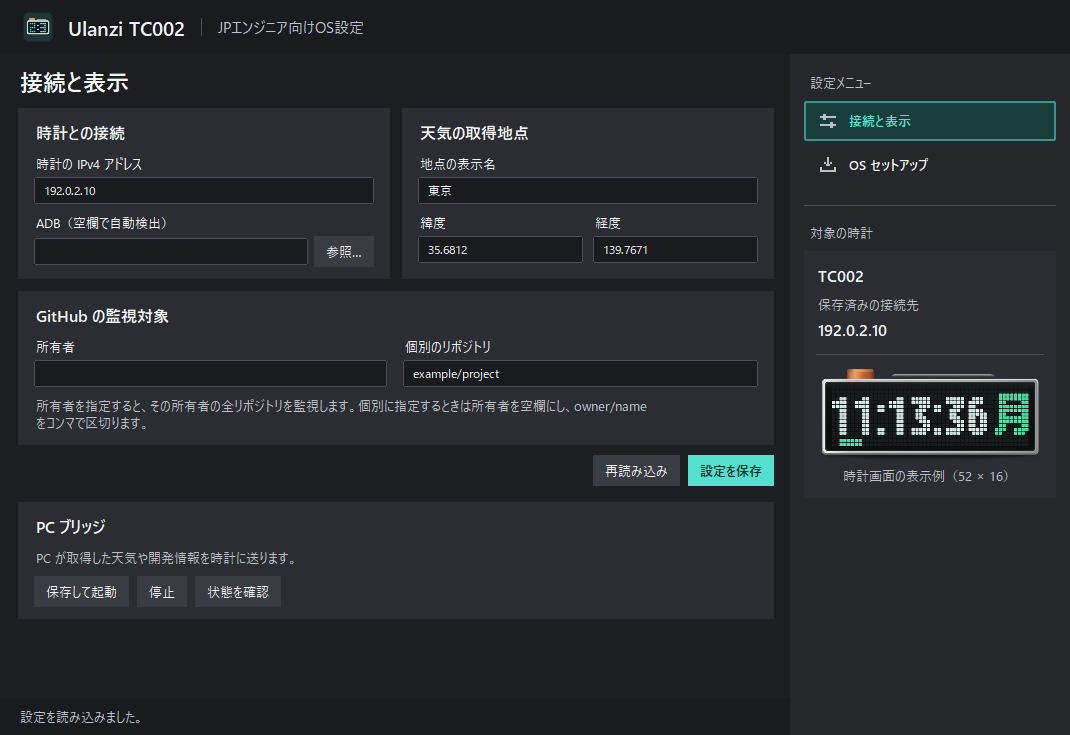 Ulanzi TC002
JPエンジニア向けOS設定
接続と表示
時計との接続
時計の IPv4 アドレス
192.0.2.10
ADB（空欄で自動検出）
参照...
天気の取得地点
地点の表示名
東京
緯度
経度
35.6812
139.7671
GitHub の監視対象
所有者
個別のリポジトリ
example/project
所有者を指定すると、その所有者の全リポジトリを監視します。個別に指定するときは所有者を空欄にし、owner/name
をコンマで区切ります。
再読み込み
設定を保存
PC ブリッジ
PC が取得した天気や開発情報を時計に送ります。
保存して起動
停止
状態を確認
設定を読み込みました。
設定メニュー
接続と表示
OS セットアップ
対象の時計
TC002
保存済みの接続先
192.0.2.10
11:13:36 月
時計画面の表示例（52 × 16）